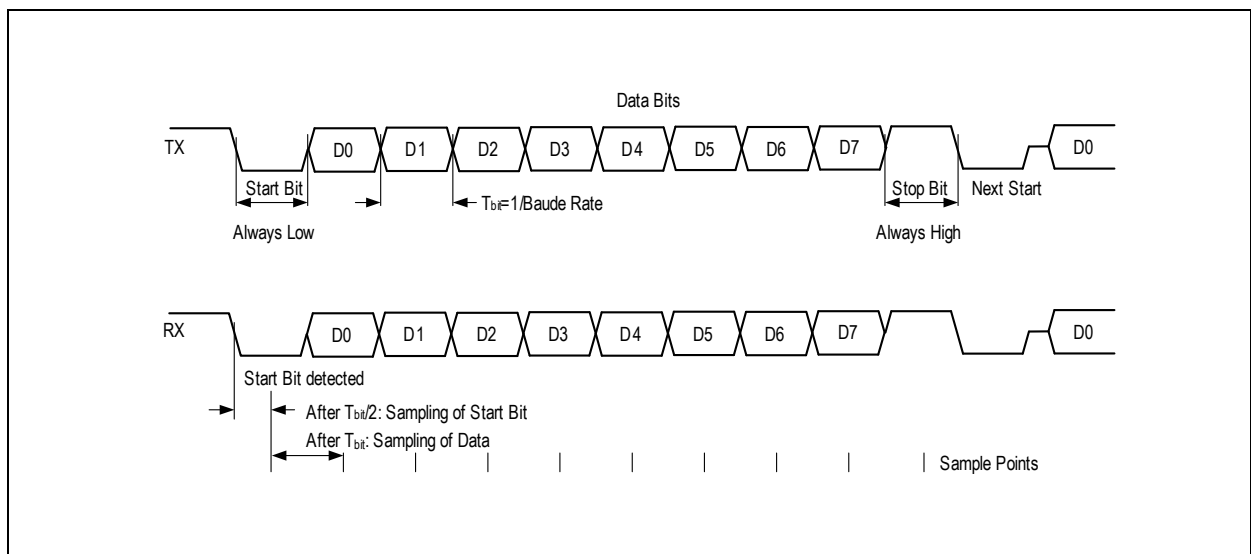 Data Bits
TX D0 D1 D2 D3 D4 D5 D6 D7 D0
Start Bit Stop Bit Next Start
Tbit=1/Baude Rate
Always Low Always High
RX D0 D1 D2 D3 D4 D5 D6 D7 D0
Start Bit detected
After Tbit/2: Sampling of Start Bit
After Tbit: Sampling of Data
Sample Points